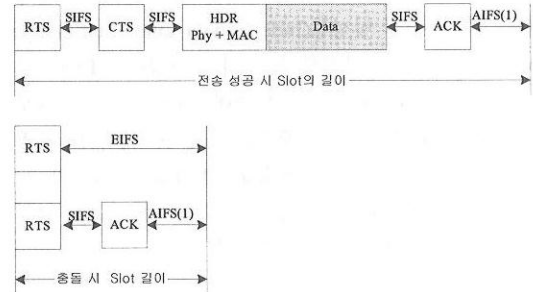 RTS SIFS CTS SIFS HDR Phy + MAC Data SIFS ACK AIFS(1)
전송 성공 시 Slot의 길이
RTS EIFS
RTS SIFS ACK AIFS(1)
충돌 시 Slot 길이